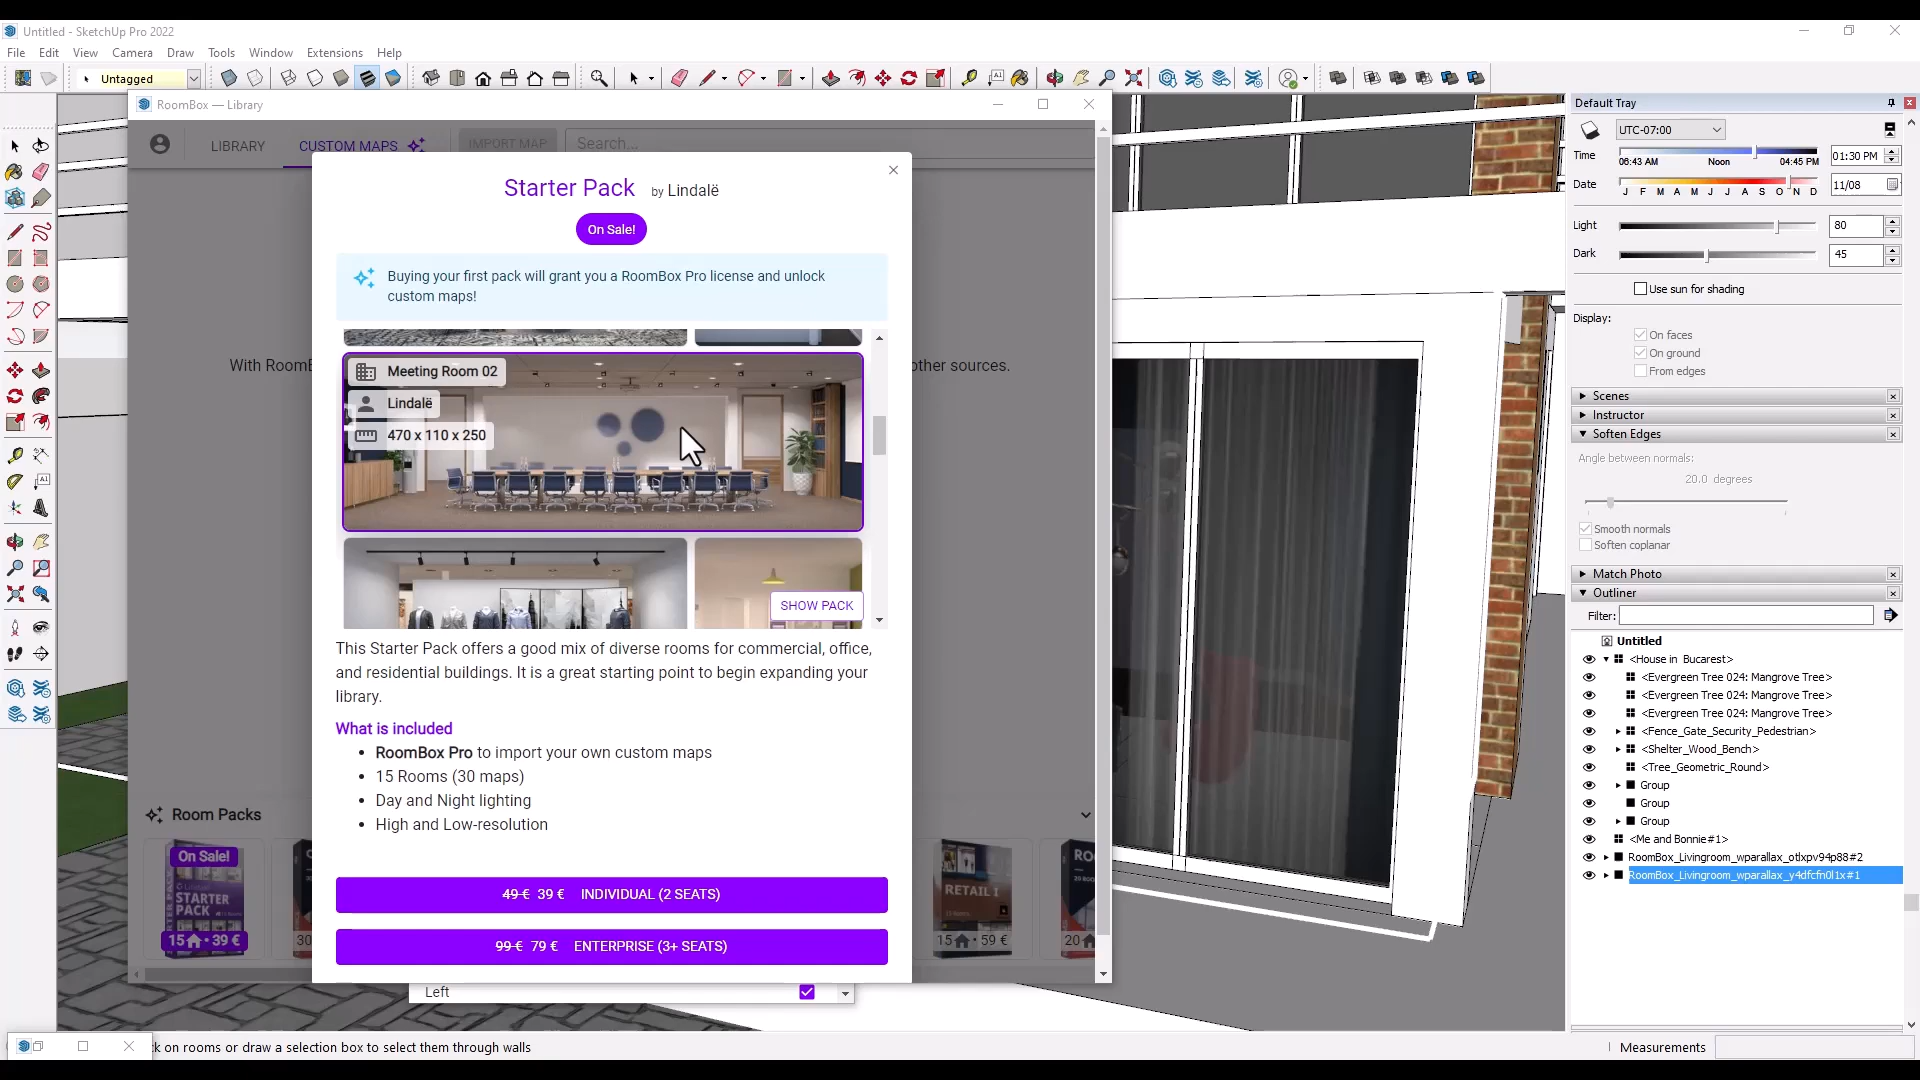 Untitled - SketchUp Pro 2022
File Edit View Camera Draw Tools Window Extensions Help
Untagged
RoomBox — Library
LIBRARY
CUSTOM MAPS
IMPORT MAP
Search...
Starter Pack by Lindalë
On Sale!
Buying your first pack will grant you a RoomBox Pro license and unlock
custom maps!
With RoomB
other sources.
Meeting Room 02
Lindalë
470 x 110 x 250
SHOW PACK
This Starter Pack offers a good mix of diverse rooms for commercial, office,
and residential buildings. It is a great starting point to begin expanding your
library.
What is included
• RoomBox Pro to import your own custom maps
• 15 Rooms (30 maps)
• Day and Night lighting
• High and Low-resolution
49 € 39 € INDIVIDUAL (2 SEATS)
99 € 79 € ENTERPRISE (3+ SEATS)
Room Packs
On Sale!
STARTER
PACK
15 • 39 €
30
RO
RETAIL I
15 • 59 €
RO
20
Left
ck on rooms or draw a selection box to select them through walls
Measurements
Default Tray
UTC-07:00
Time
06:43 AM Noon 04:45 PM
01:30 PM
Date
J F M A M J J A S O N D
11/08
Light
80
Dark
45
Use sun for shading
Display:
On faces
On ground
From edges
Scenes
Instructor
Soften Edges
Angle between normals:
20.0 degrees
Smooth normals
Soften coplanar
Match Photo
Outliner
Filter:
Untitled
<House in Bucarest>
<Evergreen Tree 024: Mangrove Tree>
<Evergreen Tree 024: Mangrove Tree>
<Evergreen Tree 024: Mangrove Tree>
<Fence_Gate_Security_Pedestrian>
<Shelter_Wood_Bench>
<Tree_Geometric_Round>
Group
Group
Group
<Me and Bonnie#1>
RoomBox_Livingroom_wparallax_otlxpv94p88#2
RoomBox_Livingroom_wparallax_y4dfcfn0l1x#1